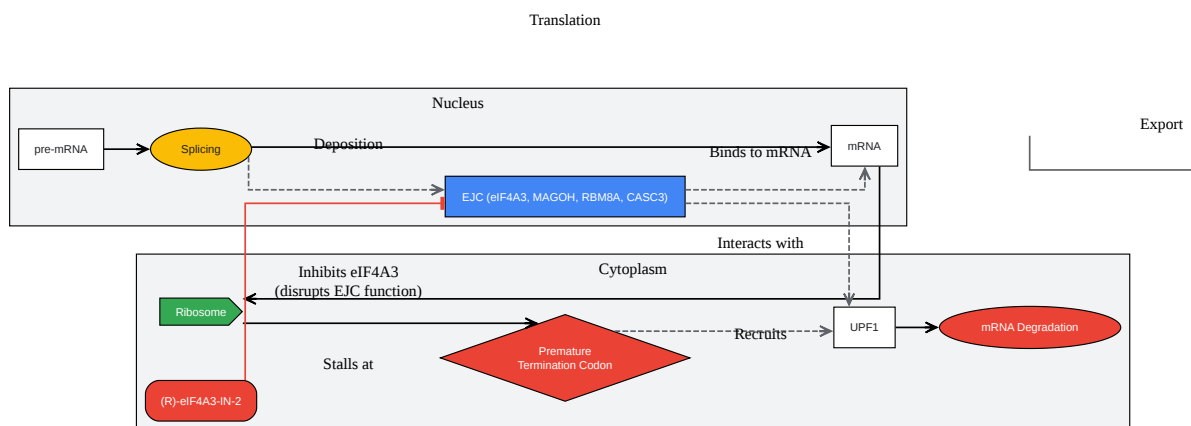 Translation
Nucleus
Export
pre-mRNA
Splicing
Deposition
Binds to mRNA
mRNA
EJC (eIF4A3, MAGOH, RBM8A, CASC3)
Interacts with
Cytoplasm
Inhibits eIF4A3
(disrupts EJC function)
Ribosome
UPF1
mRNA Degradation
Recruits
Premature
Termination Codon
Stalls at
(R)-eIF4A3-IN-2